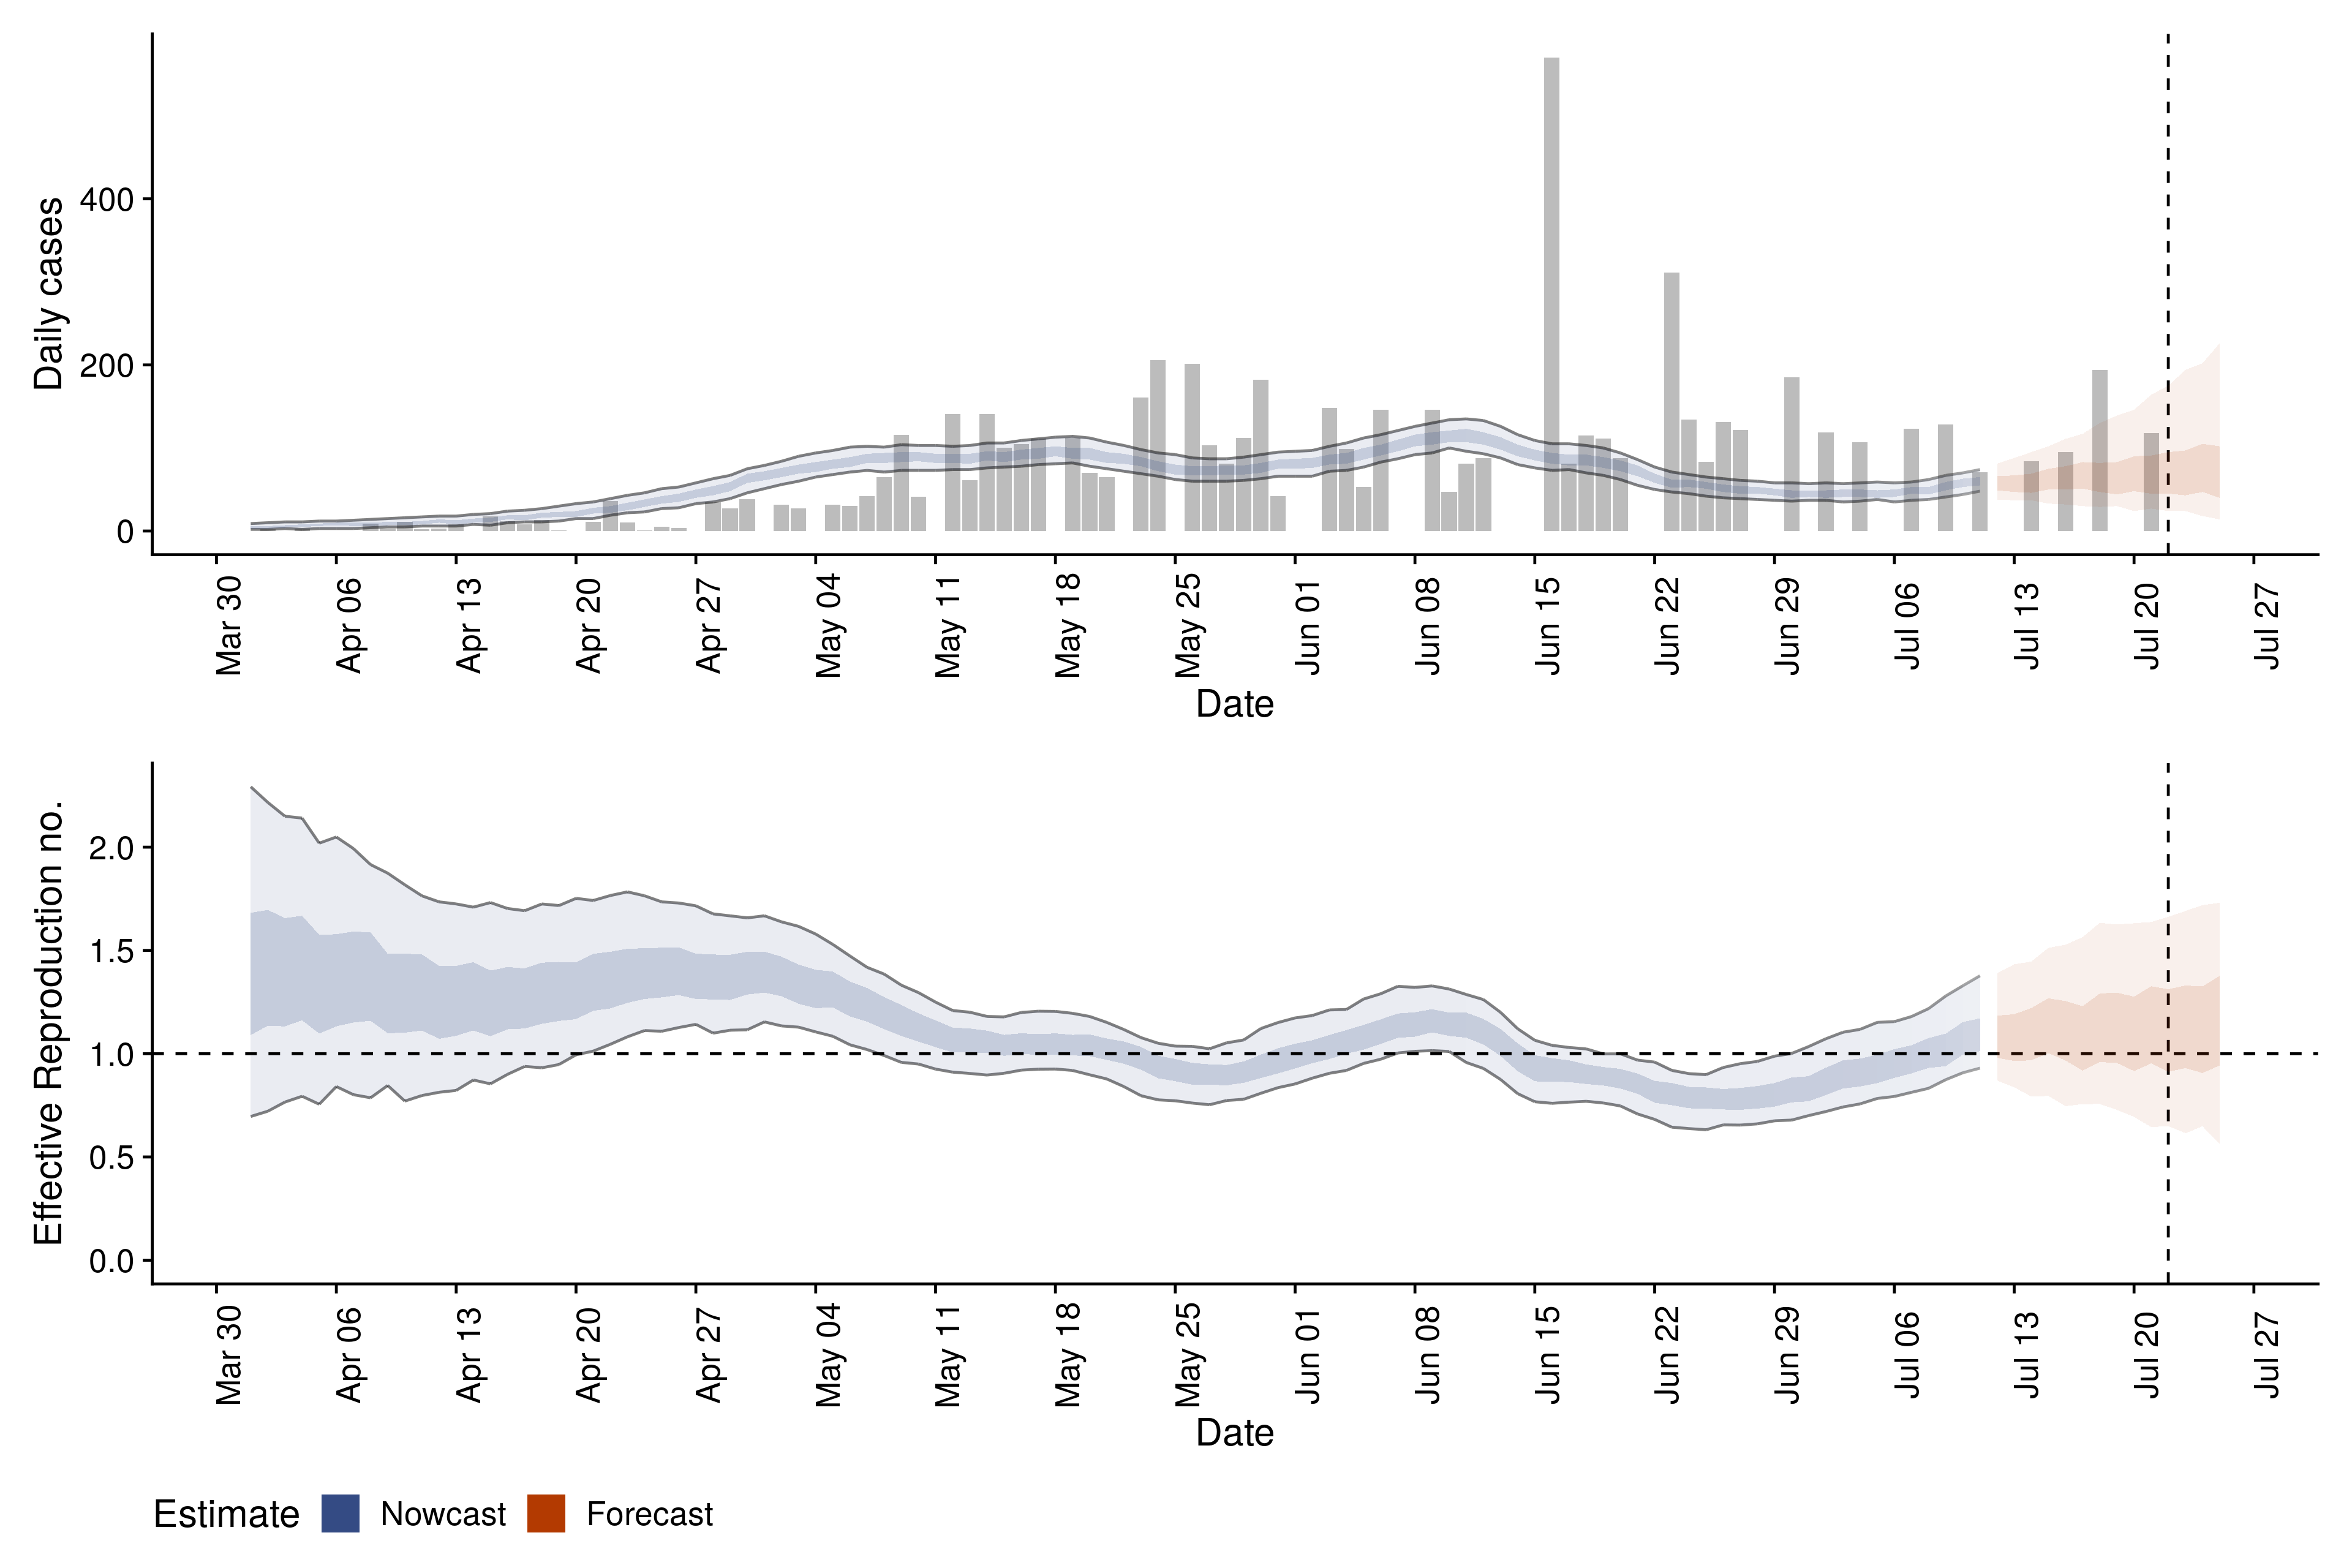 Daily cases
400
200
0
Mar 30
Apr 06
Apr 13
Apr 20
Apr 27
May 04
May 11
May 18
May 25
Jun 01
Jun 08
Jun 15
Jun 22
Jun 29
Jul 06
Jul 13
Jul 20
Jul 27
Date
Effective Reproduction no.
2.0
1.5
1.0
0.5
0.0
Mar 30
Apr 06
Apr 13
Apr 20
Apr 27
May 04
May 11
May 18
May 25
Jun 01
Jun 08
Jun 15
Jun 22
Jun 29
Jul 06
Jul 13
Jul 20
Jul 27
Date
Estimate Nowcast Forecast